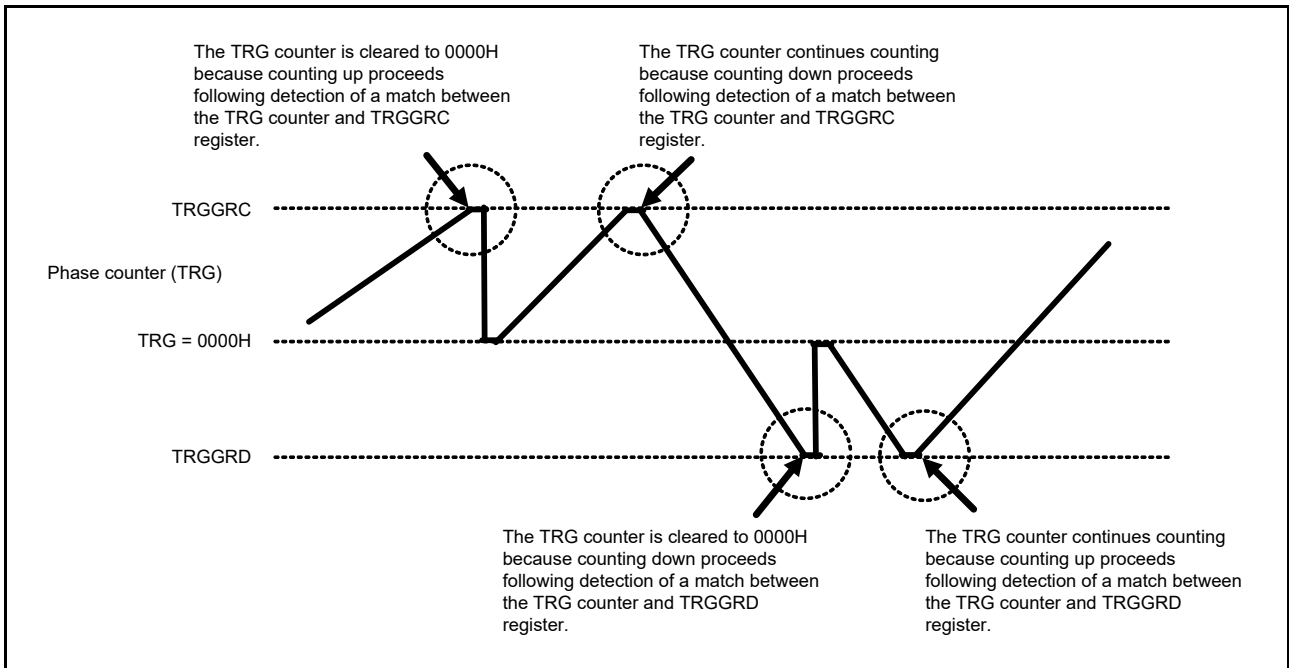 The TRG counter is cleared to 0000H
because counting up proceeds
following detection of a match between
the TRG counter and TRGGRC
register.
The TRG counter continues counting
because counting down proceeds
following detection of a match between
the TRG counter and TRGGRC
register.
TRGGRC
Phase counter (TRG)
TRG = 0000H
TRGGRD
The TRG counter is cleared to 0000H
because counting down proceeds
following detection of a match between
the TRG counter and TRGGRD
register.
The TRG counter continues counting
because counting up proceeds
following detection of a match between
the TRG counter and TRGGRD
register.